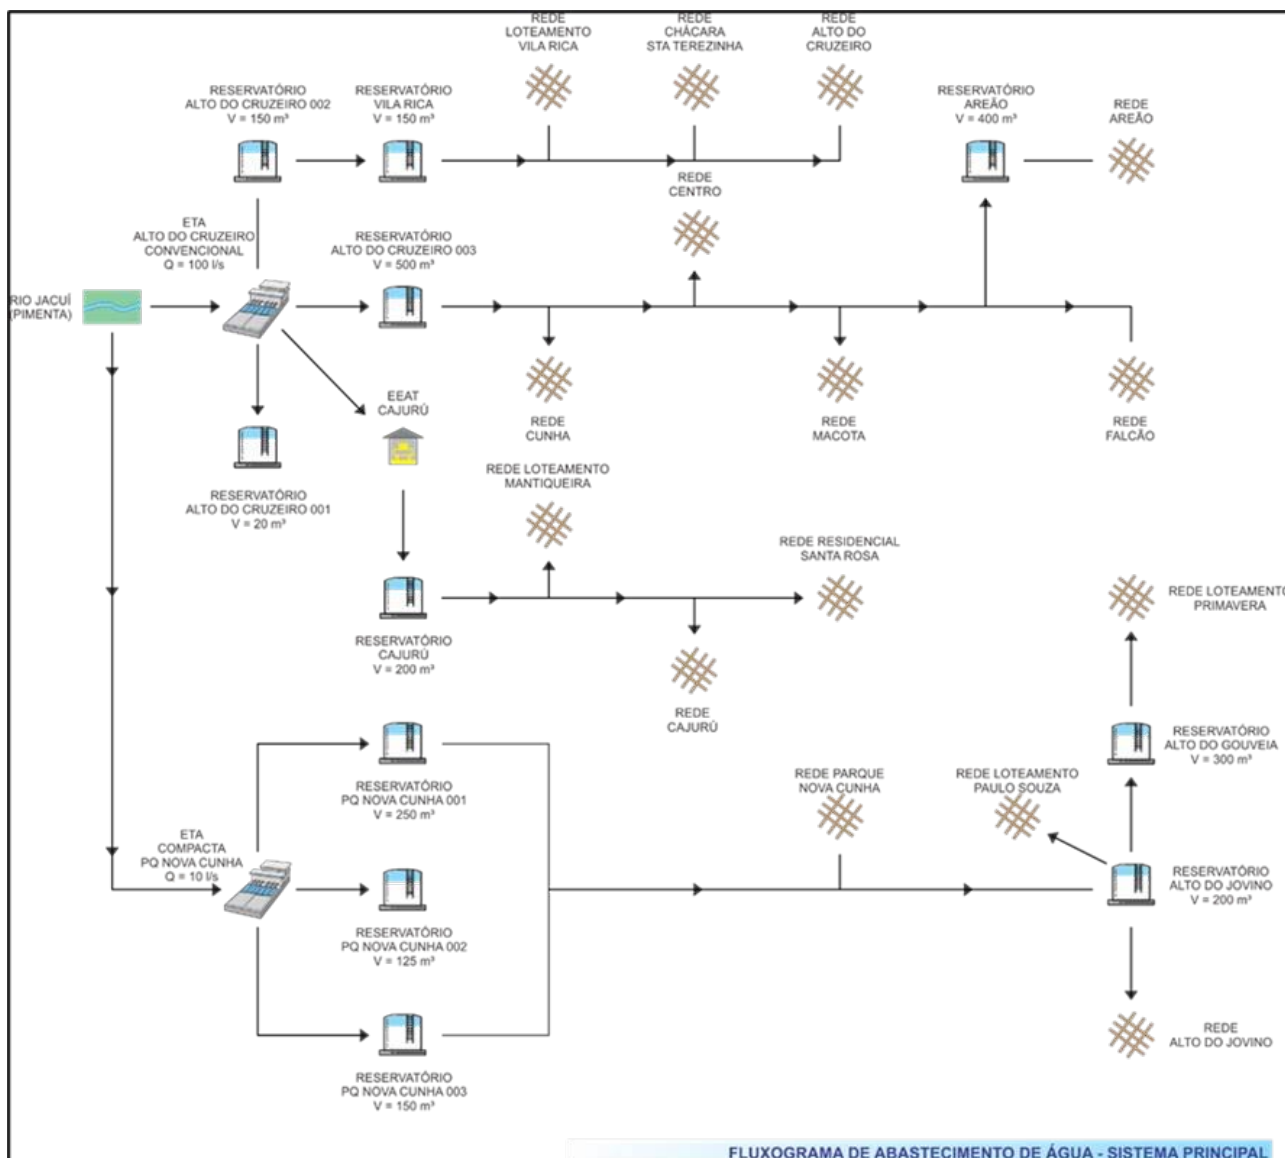 REDE
LOTEAMENTO
VILA RICA
REDE
CHÁCARA
STA TEREZINHA
REDE
ALTO DO
CRUZEIRO
RESERVATÓRIO
ALTO DO CRUZEIRO 002
V = 150 m³
RESERVATÓRIO
VILA RICA
V = 150 m³
RESERVATÓRIO
AREÃO
V = 400 m³
REDE
AREÃO
REDE
CENTRO
ETA
ALTO DO CRUZEIRO
CONVENCIONAL
Q = 100 l/s
RESERVATÓRIO
ALTO DO CRUZEIRO 003
V = 500 m³
RIO JACUÍ
(PIMENTA)
EEAT
CAJURÚ
REDE
CUNHA
REDE
MACOTA
REDE
FALCÃO
RESERVATÓRIO
ALTO DO CRUZEIRO 001
V = 20 m³
REDE LOTEAMENTO
MANTIQUEIRA
REDE RESIDENCIAL
SANTA ROSA
REDE LOTEAMENTO
PRIMAVERA
RESERVATÓRIO
CAJURÚ
V = 200 m³
REDE
CAJURÚ
RESERVATÓRIO
ALTO DO GOUVEIA
V = 300 m³
RESERVATÓRIO
PQ NOVA CUNHA 001
V = 250 m³
REDE PARQUE
NOVA CUNHA
REDE LOTEAMENTO
PAULO SOUZA
ETA
COMPACTA
PQ NOVA CUNHA
Q = 10 l/s
RESERVATÓRIO
ALTO DO JOVINO
V = 200 m³
RESERVATÓRIO
PQ NOVA CUNHA 002
V = 125 m³
REDE
ALTO DO JOVINO
RESERVATÓRIO
PQ NOVA CUNHA 003
V = 150 m³
FLUXOGRAMA DE ABASTECIMENTO DE ÁGUA - SISTEMA PRINCIPAL